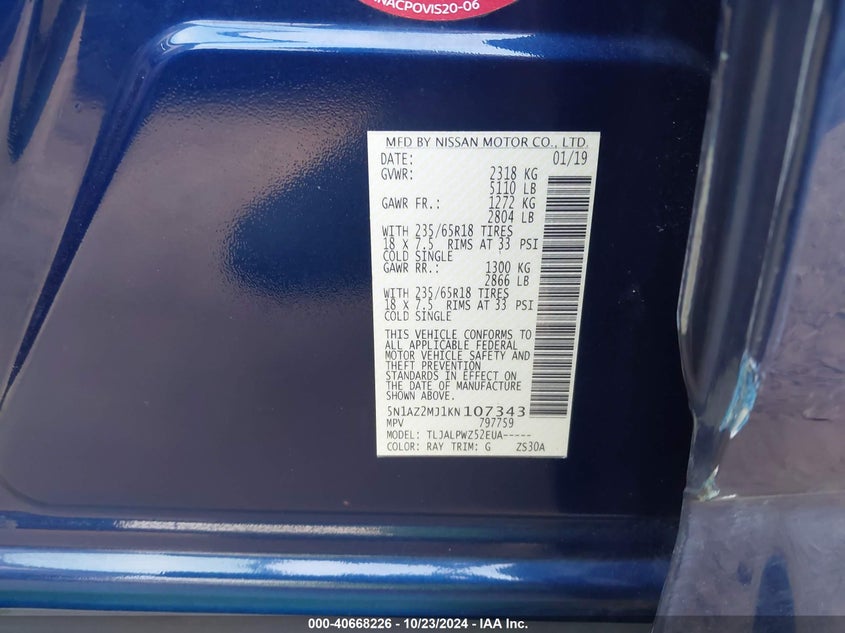 NACPOVIS20-06
MFD BY NISSAN MOTOR CO., LTD.
DATE: 01/19
GVWR: 2318 KG
5110 LB
GAWR FR.: 1272 KG
2804 LB
WITH 235/65R18 TIRES
18 X 7.5 RIMS AT 33 PSI
COLD SINGLE
GAWR RR.: 1300 KG
2866 LB
WITH 235/65R18 TIRES
18 X 7.5 RIMS AT 33 PSI
COLD SINGLE
THIS VEHICLE CONFORMS TO
ALL APPLICABLE FEDERAL
MOTOR VEHICLE SAFETY AND
THEFT PREVENTION
STANDARDS IN EFFECT ON
THE DATE OF MANUFACTURE
SHOWN ABOVE.
5N1AZ2MJ1KN107343
MPV 797759
MODEL: TLJALPWZ52EUA-----
COLOR: RAY TRIM: G ZS30A
000-40668226 - 10/23/2024 - IAA Inc.